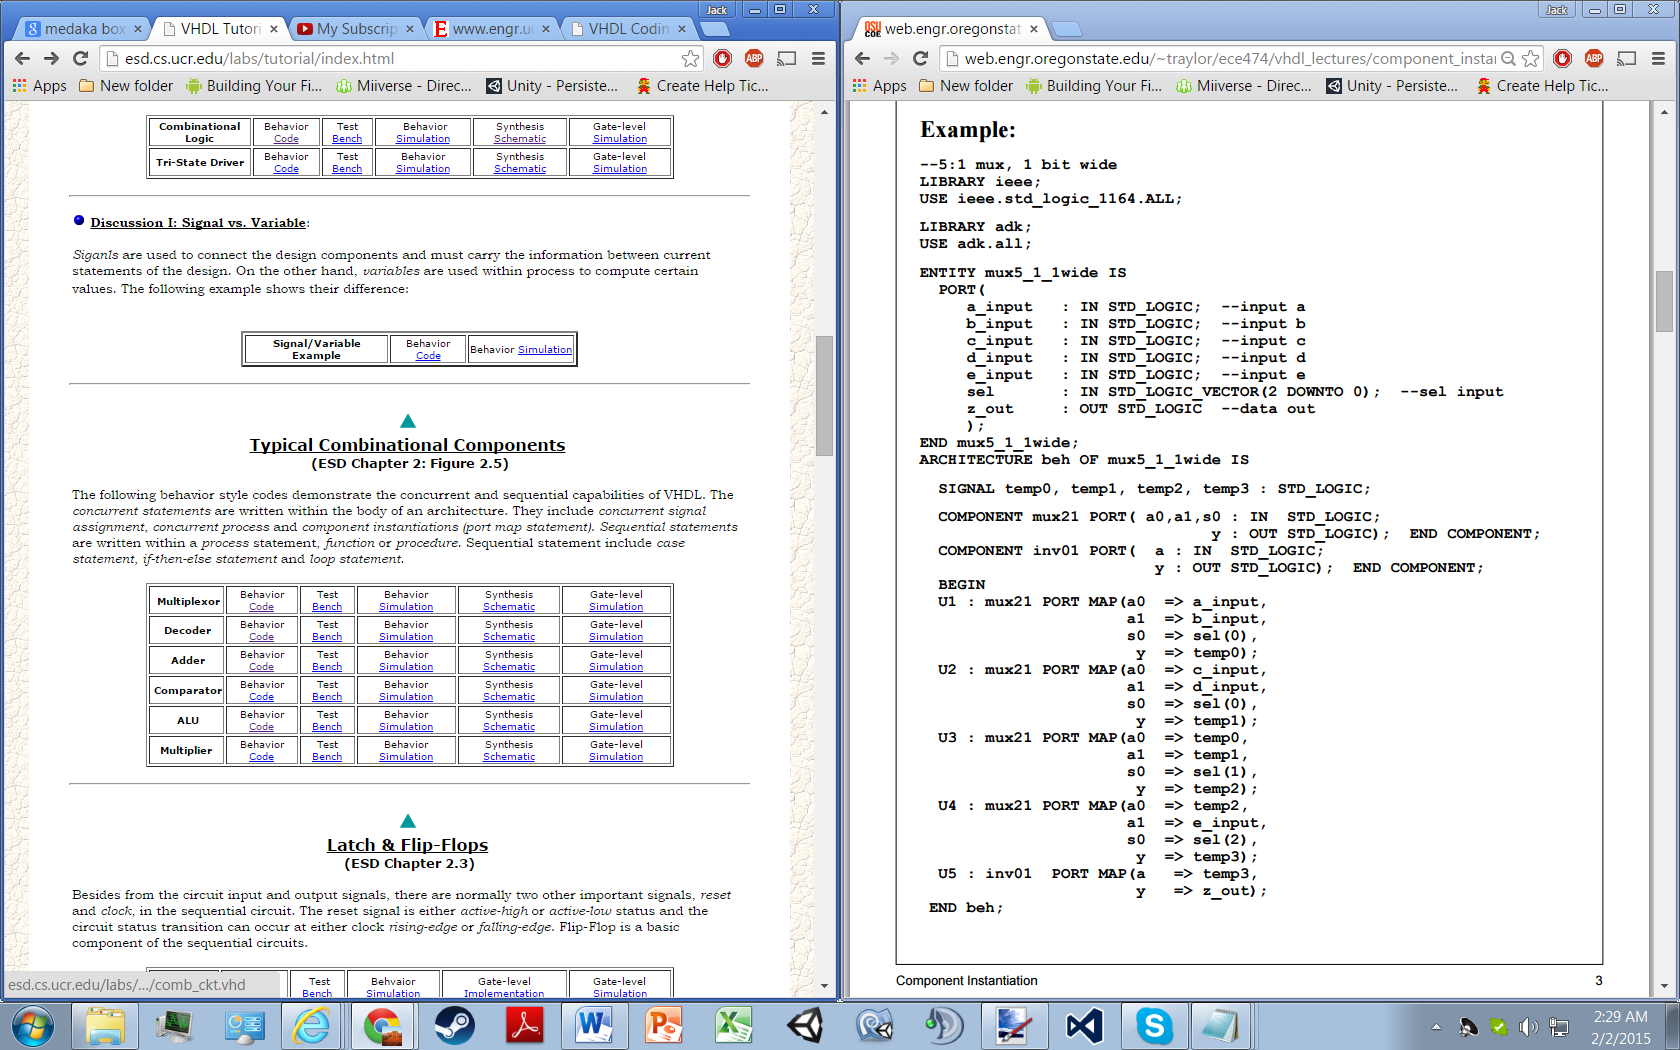 Jack
medaka box
VHDL Tutori
My Subscrip
www.engr.u
VHDL Codin
esd.cs.ucr.edu/labs/tutorial/index.html
ABP
Apps
New folder
Building Your Fi...
Miiverse - Direc...
Unity - Persiste...
Create Help Tic...
Combinational Logic Behavior Code Test Bench Behavior Simulation Synthesis Schematic Gate-level Simulation
Tri-State Driver Behavior Code Test Bench Behavior Simulation Synthesis Schematic Gate-level Simulation
Discussion I: Signal vs. Variable:
Siganls are used to connect the design components and must carry the information between current
statements of the design. On the other hand, variables are used within process to compute certain
values. The following example shows their difference:
Signal/Variable Example Behavior Code Behavior Simulation
Typical Combinational Components
(ESD Chapter 2: Figure 2.5)
The following behavior style codes demonstrate the concurrent and sequential capabilities of VHDL. The
concurrent statements are written within the body of an architecture. They include concurrent signal
assignment, concurrent process and component instantiations (port map statement). Sequential statements
are written within a process statement, function or procedure. Sequential statement include case
statement, if-then-else statement and loop statement.
Multiplexor Behavior Code Test Bench Behavior Simulation Synthesis Schematic Gate-level Simulation
Decoder Behavior Code Test Bench Behavior Simulation Synthesis Schematic Gate-level Simulation
Adder Behavior Code Test Bench Behavior Simulation Synthesis Schematic Gate-level Simulation
Comparator Behavior Code Test Bench Behavior Simulation Synthesis Schematic Gate-level Simulation
ALU Behavior Code Test Bench Behavior Simulation Synthesis Schematic Gate-level Simulation
Multiplier Behavior Code Test Bench Behavior Simulation Synthesis Schematic Gate-level Simulation
Latch & Flip-Flops
(ESD Chapter 2.3)
Besides from the circuit input and output signals, there are normally two other important signals, reset
and clock, in the sequential circuit. The reset signal is either active-high or active-low status and the
circuit status transition can occur at either clock rising-edge or falling-edge. Flip-Flop is a basic
component of the sequential circuits.
Test Bench Behvaior Simulation Gate-level Implementation Gate-level Simulation
esd.cs.ucr.edu/labs/.../comb_ckt.vhd
Jack
OSU
COE
web.engr.oregonstat
web.engr.oregonstate.edu/~traylor/ece474/vhdl_lectures/component_instan
ABP
Apps
New folder
Building Your Fi...
Miiverse - Direc...
Unity - Persiste...
Create Help Tic...
Example:
--5:1 mux, 1 bit wide
LIBRARY ieee;
USE ieee.std_logic_1164.ALL;
LIBRARY adk;
USE adk.all;
ENTITY mux5_1_1wide IS
PORT(
a_input : IN STD_LOGIC; --input a
b_input : IN STD_LOGIC; --input b
c_input : IN STD_LOGIC; --input c
d_input : IN STD_LOGIC; --input d
e_input : IN STD_LOGIC; --input e
sel : IN STD_LOGIC_VECTOR(2 DOWNTO 0); --sel input
z_out : OUT STD_LOGIC --data out
);
END mux5_1_1wide;
ARCHITECTURE beh OF mux5_1_1wide IS
SIGNAL temp0, temp1, temp2, temp3 : STD_LOGIC;
COMPONENT mux21 PORT( a0,a1,s0 : IN STD_LOGIC;
y : OUT STD_LOGIC); END COMPONENT;
COMPONENT inv01 PORT( a : IN STD_LOGIC;
y : OUT STD_LOGIC); END COMPONENT;
BEGIN
U1 : mux21 PORT MAP(a0 => a_input,
a1 => b_input,
s0 => sel(0),
y => temp0);
U2 : mux21 PORT MAP(a0 => c_input,
a1 => d_input,
s0 => sel(0),
y => temp1);
U3 : mux21 PORT MAP(a0 => temp0,
a1 => temp1,
s0 => sel(1),
y => temp2);
U4 : mux21 PORT MAP(a0 => temp2,
a1 => e_input,
s0 => sel(2),
y => temp3);
U5 : inv01 PORT MAP(a => temp3,
y => z_out);
END beh;
Component Instantiation 3
2:29 AM
2/2/2015